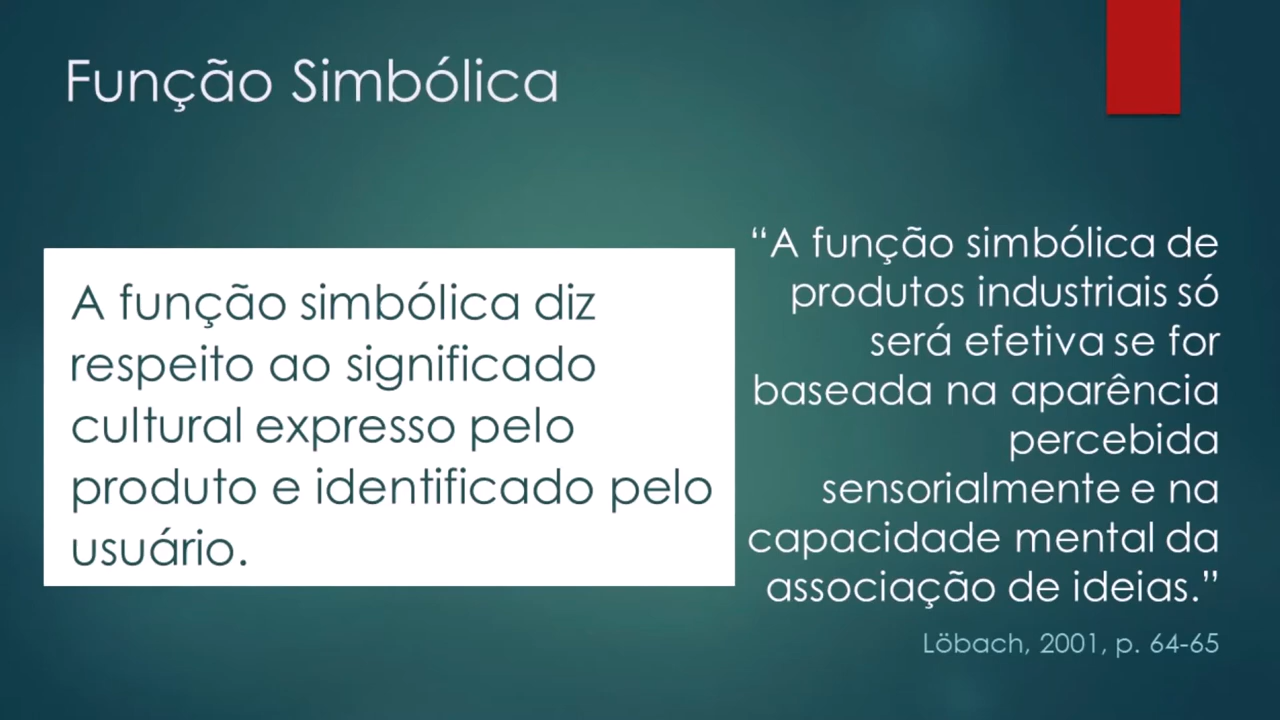 Função Simbólica
A função simbólica diz
respeito ao significado
cultural expresso pelo
produto e identificado pelo
usuário.
“A função simbólica de
produtos industriais só
será efetiva se for
baseada na aparência
percebida
sensorialmente e na
capacidade mental da
associação de ideias.”
Löbach, 2001, p. 64-65